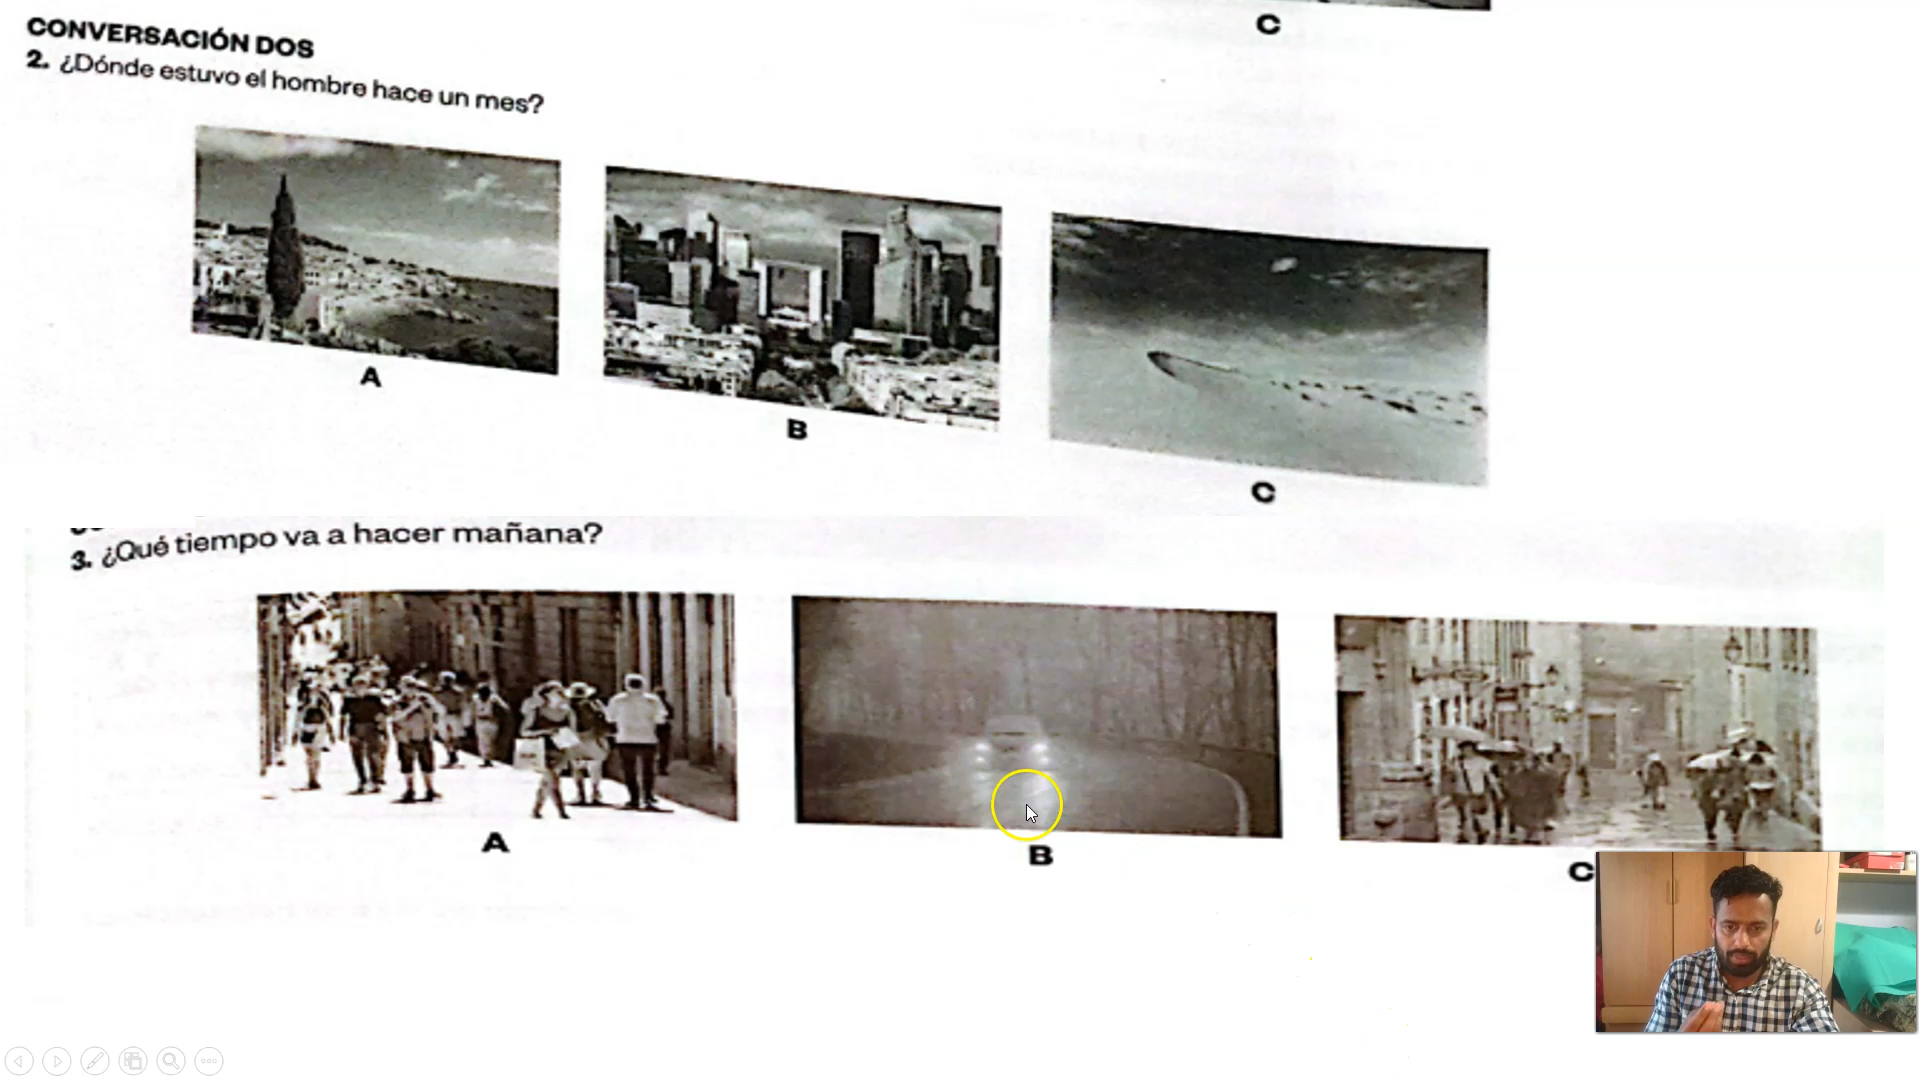 C
CONVERSACIÓN DOS
2. ¿Dónde estuvo el hombre hace un mes?
A
B
C
3. ¿Qué tiempo va a hacer mañana?
A
B
C